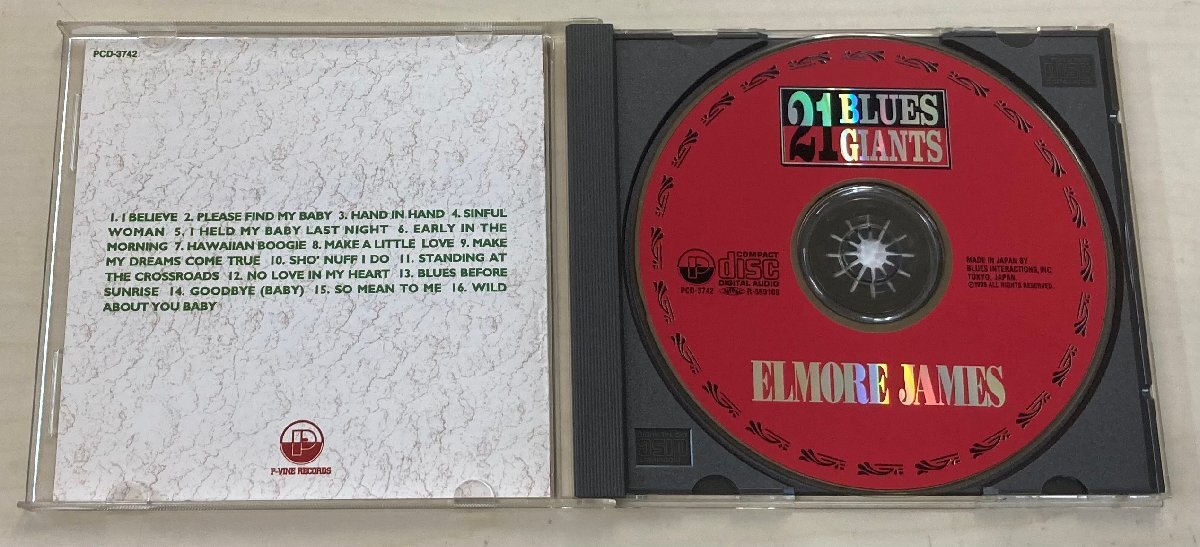 PCD-3742
1. I BELIEVE 2. PLEASE FIND MY BABY 3. HAND IN HAND 4. SINFUL
WOMAN 5. I HELD MY BABY LAST NIGHT 6. EARLY IN THE
MORNING 7. HAWAIIAN BOOGIE 8. MAKE A LITTLE LOVE 9. MAKE
MY DREAMS COME TRUE 10. SHO' NUFF I DO 11. STANDING AT
THE CROSSROADS 12. NO LOVE IN MY HEART 13. BLUES BEFORE
SUNRISE 14. GOODBYE (BABY) 15. SO MEAN TO ME 16. WILD
ABOUT YOU BABY
P
P-VINE RECORDS
21 BLUES
GIANTS
P
COMPACT
disc
DIGITAL AUDIO
PCD-3742
MADE IN JAPAN BY
BLUES INTERACTIONS, INC.
TOKYO, JAPAN.
ALL RIGHTS RESERVED.
ELMORE JAMES